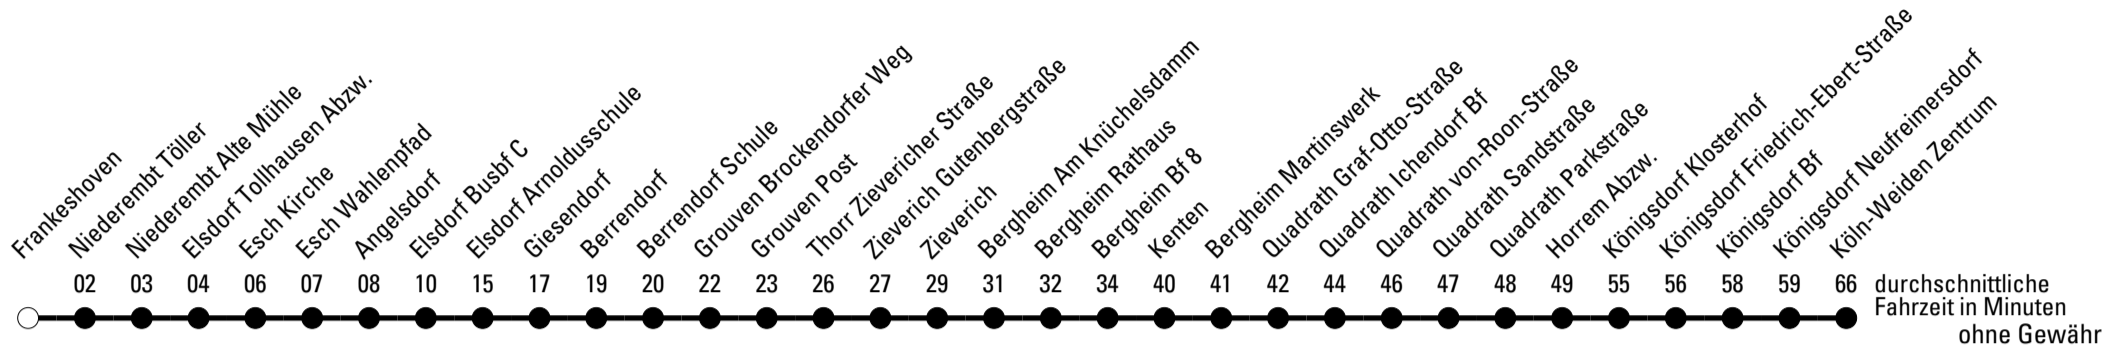 Frankeshoven
Niederembt Töller
Niederembt Alte Mühle
Elsdorf Tollhausen Abzw.
Esch Kirche
Esch Wahlenpfad
Angelsdorf
Elsdorf Busbf C
Elsdorf Arnoldusschule
Giesendorf
Berrendorf
Berrendorf Schule
Grouven Brockendorfer Weg
Grouven Post
Thorr Zievericher Straße
Zieverich Gutenbergstraße
Zieverich
Bergheim Am Knüchelsdamm
Bergheim Rathaus
Bergheim Bf 8
Kenten
Bergheim Martinswerk
Quadrath Graf-Otto-Straße
Quadrath Ichendorf Bf
Quadrath von-Roon-Straße
Quadrath Sandstraße
Quadrath Parkstraße
Horrem Abzw.
Königsdorf Klosterhof
Königsdorf Friedrich-Ebert-Straße
Königsdorf Bf
Königsdorf Neufreimersdorf
Köln-Weiden Zentrum
02 03 04 06 07 08 10 15 17 19 20 22 23 26 27 29 31 32 34 40 41 42 44 46 47 48 49 55 56 58 59 66 durchschnittliche
Fahrzeit in Minuten
ohne Gewähr